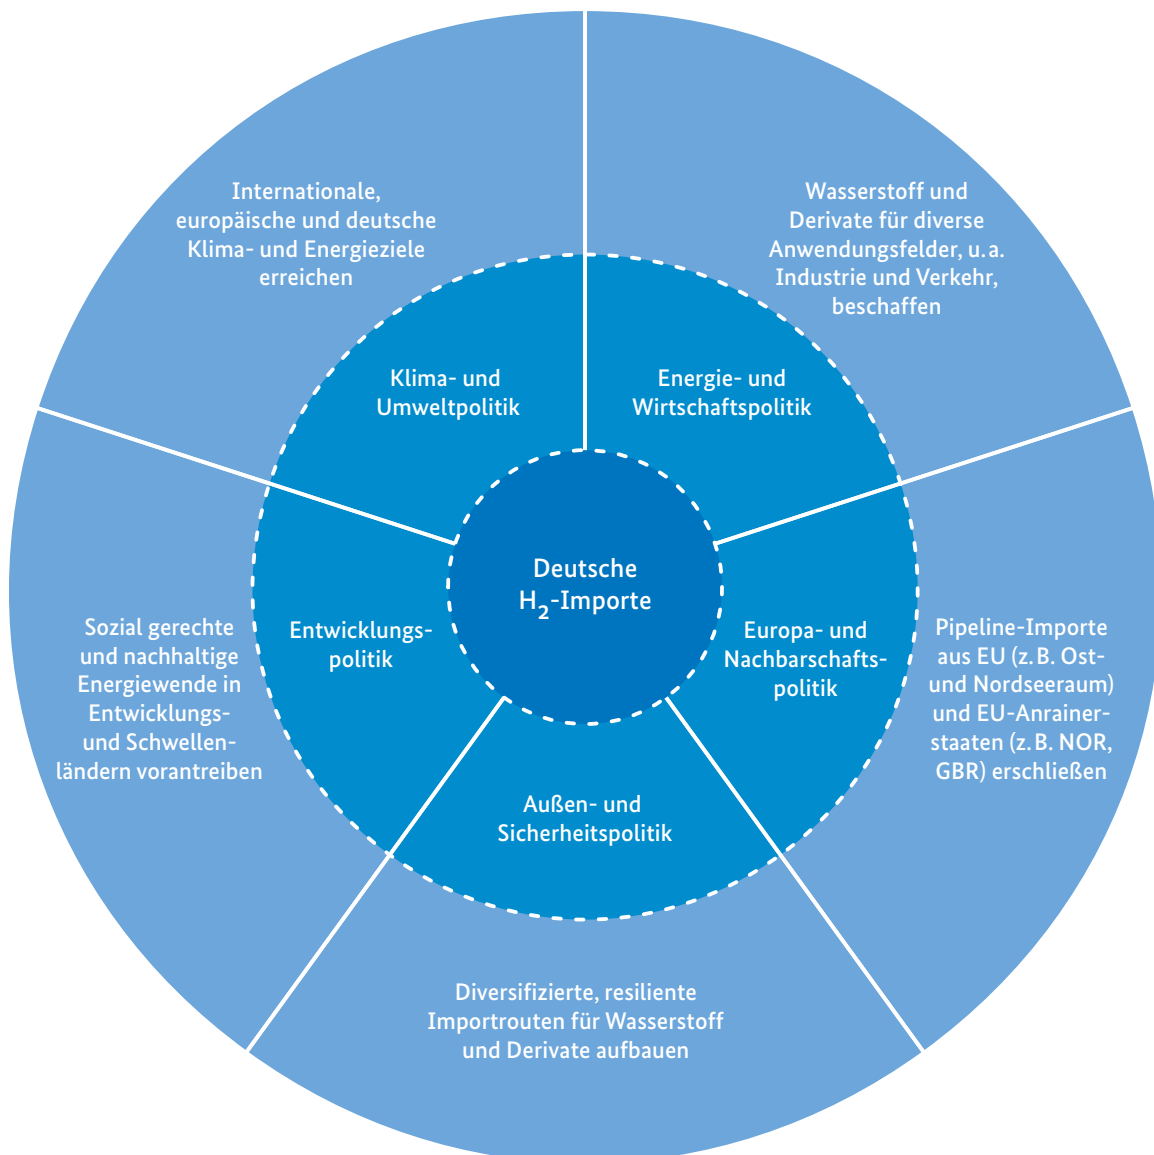 Internationale,
europäische und deutsche
Klima- und Energieziele
erreichen
Wasserstoff und
Derivate für diverse
Anwendungsfelder, u. a.
Industrie und Verkehr,
beschaffen
Klima- und
Umweltpolitik
Energie- und
Wirtschaftspolitik
Deutsche
H₂-Importe
Sozial gerechte
und nachhaltige
Energiewende in
Entwicklungs-
und Schwellen-
ländern vorantreiben
Entwicklungs-
politik
Europa- und
Nachbarschafts-
politik
Pipeline-Importe
aus EU (z. B. Ost-
und Nordseeraum)
und EU-Anrainer-
staaten (z. B. NOR,
GBR) erschließen
Außen- und
Sicherheitspolitik
Diversifizierte, resiliente
Importrouten für Wasserstoff
und Derivate aufbauen